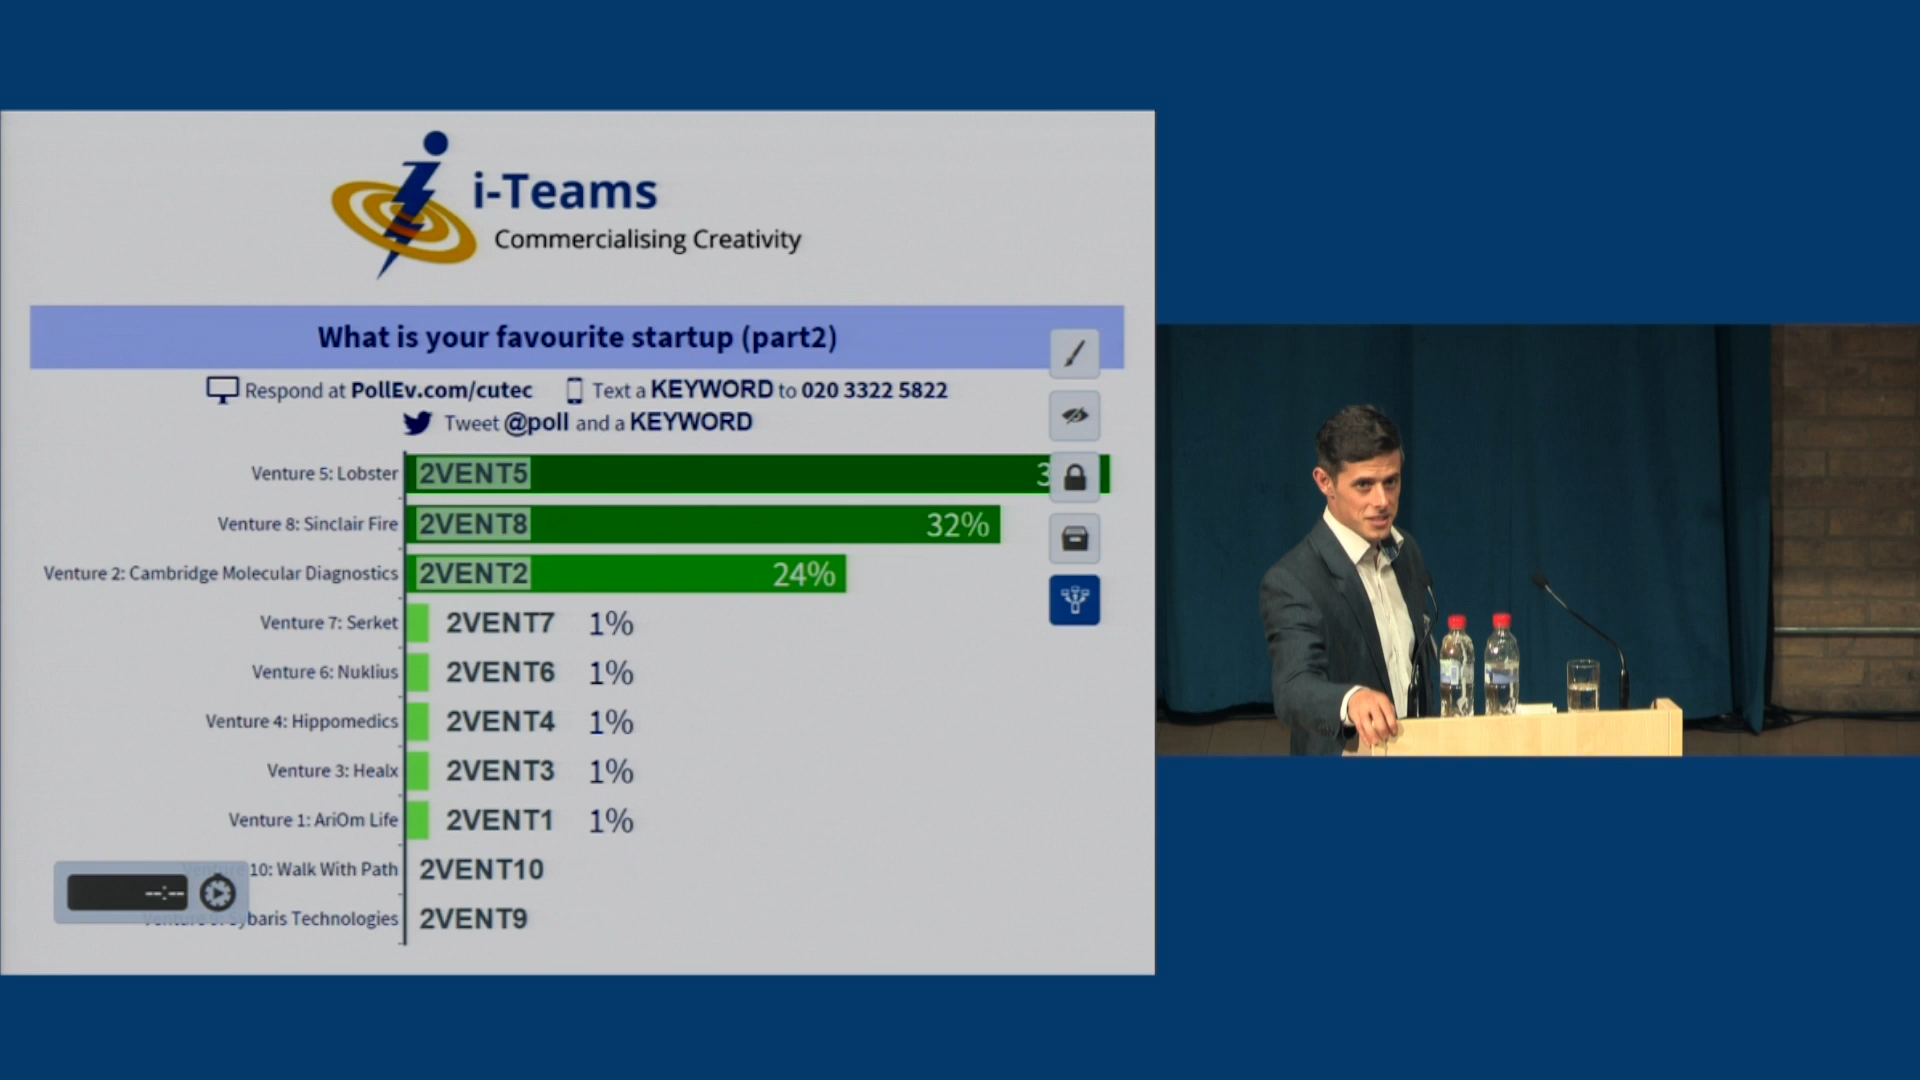 i-Teams
Commercialising Creativity
What is your favourite startup (part2)
Respond at PollEv.com/cutec Text a KEYWORD to 020 3322 5822
Tweet @poll and a KEYWORD
Venture 5: Lobster 2VENT5
Venture 8: Sinclair Fire 2VENT8 32%
Venture 2: Cambridge Molecular Diagnostics 2VENT2 24%
Venture 7: Serket 2VENT7 1%
Venture 6: Nuklius 2VENT6 1%
Venture 4: Hippomedics 2VENT4 1%
Venture 3: Healx 2VENT3 1%
Venture 1: AriOm Life 2VENT1 1%
Venture 10: Walk With Path 2VENT10
--:--
Technologies 2VENT9